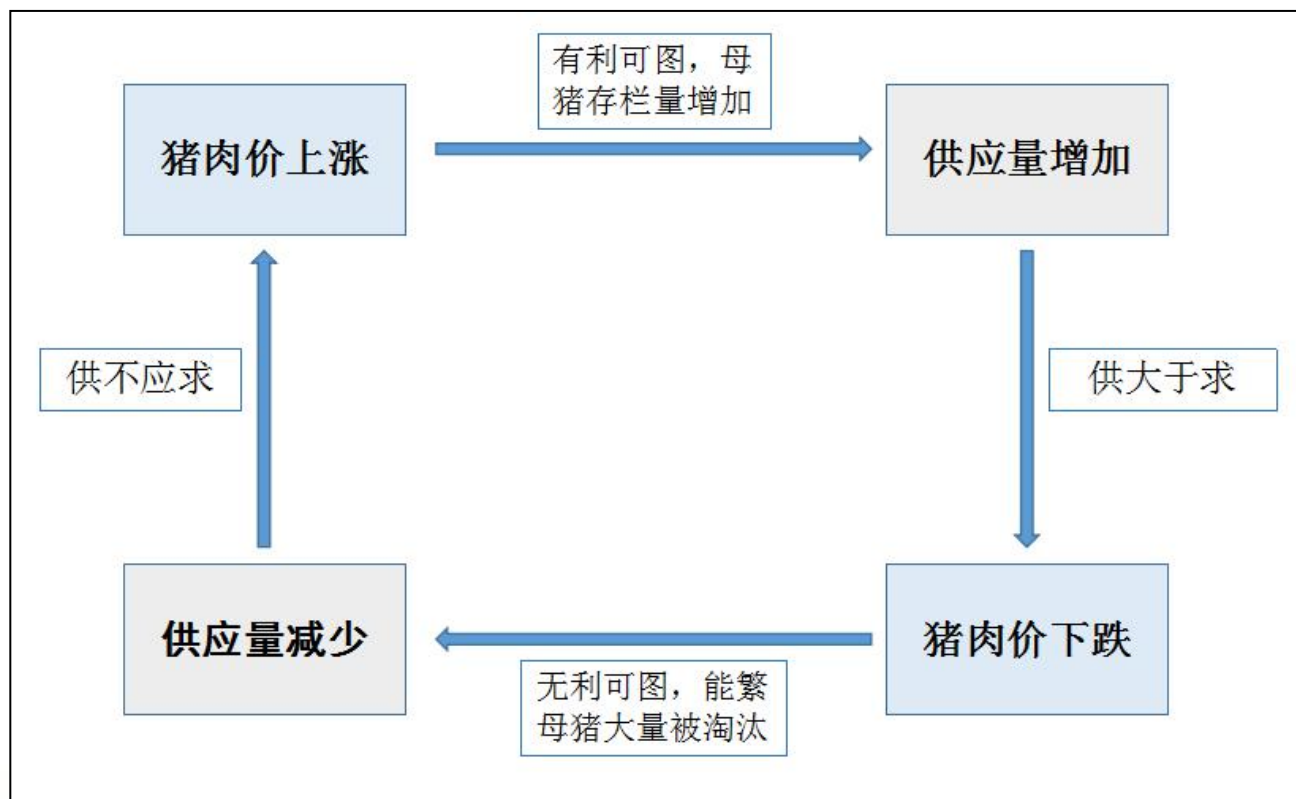 有利可图，母
猪存栏量增加
猪肉价上涨
供应量增加
供不应求
供大于求
供应量减少
猪肉价下跌
无利可图，能繁
母猪大量被淘汰